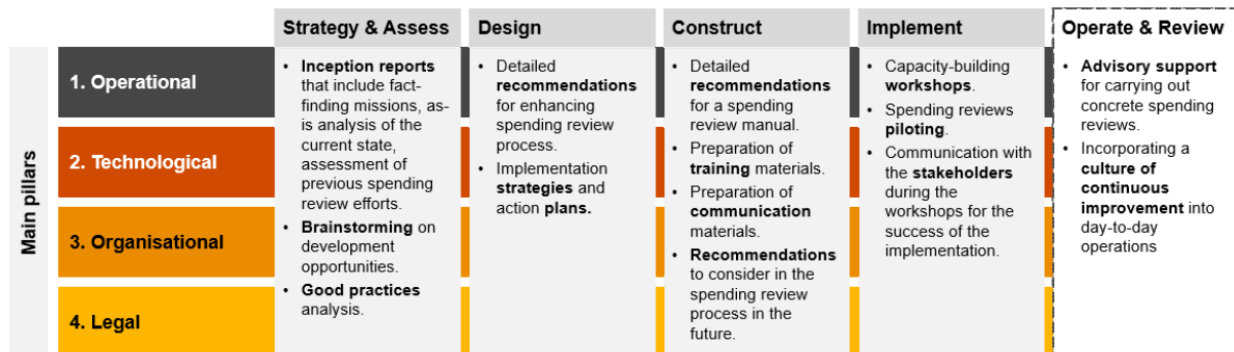 Strategy & Assess
Design
Construct
Implement
Operate & Review
Main pillars
1. Operational
2. Technological
3. Organisational
4. Legal
• Inception reports
that include fact-
finding missions, as-
is analysis of the
current state,
assessment of
previous spending
review efforts.
• Brainstorming on
development
opportunities.
• Good practices
analysis.
• Detailed
recommendations
for enhancing
spending review
process.
• Implementation
strategies and
action plans.
• Detailed
recommendations
for a spending
review manual.
• Preparation of
training materials.
• Preparation of
communication
materials.
• Recommendations
to consider in the
spending review
process in the
future.
• Capacity-building
workshops.
• Spending reviews
piloting.
• Communication with
the stakeholders
during the
workshops for the
success of the
implementation.
• Advisory support
for carrying out
concrete spending
reviews.
• Incorporating a
culture of
continuous
improvement into
day-to-day
operations